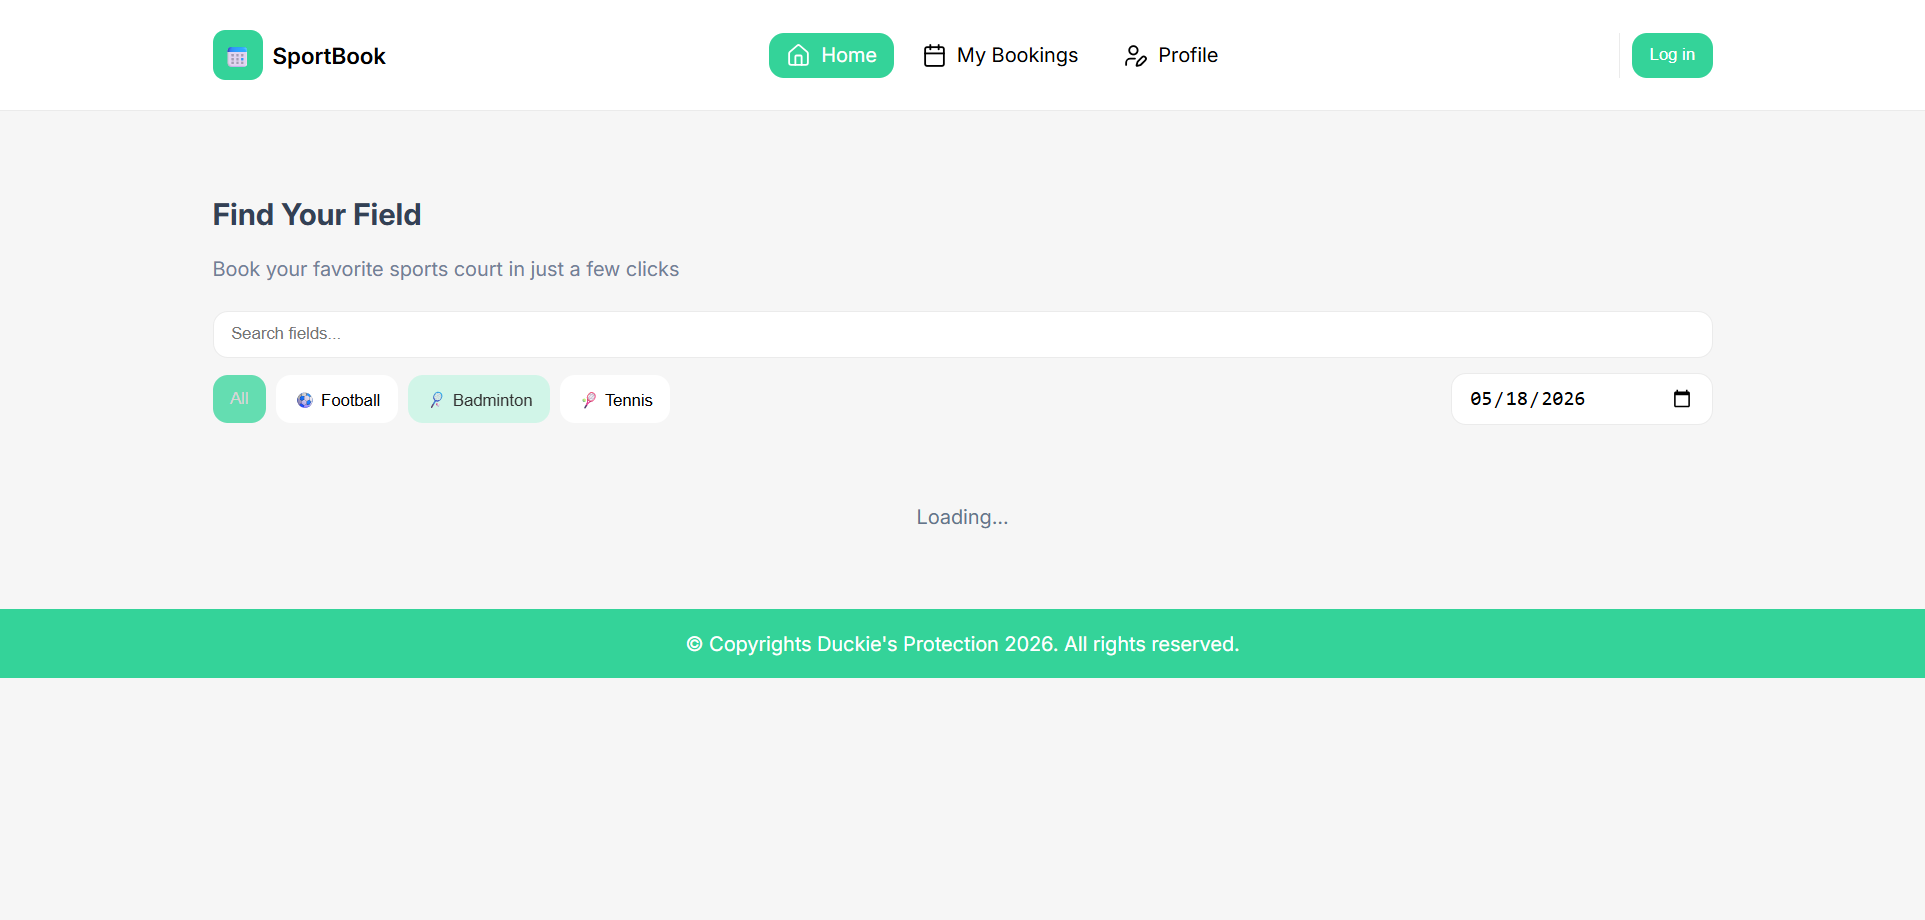 SportBook
Home
My Bookings
Profile
Log in
Find Your Field
Book your favorite sports court in just a few clicks
Search fields...
All
Football
Badminton
Tennis
05/18/2026
Loading...
© Copyrights Duckie's Protection 2026. All rights reserved.